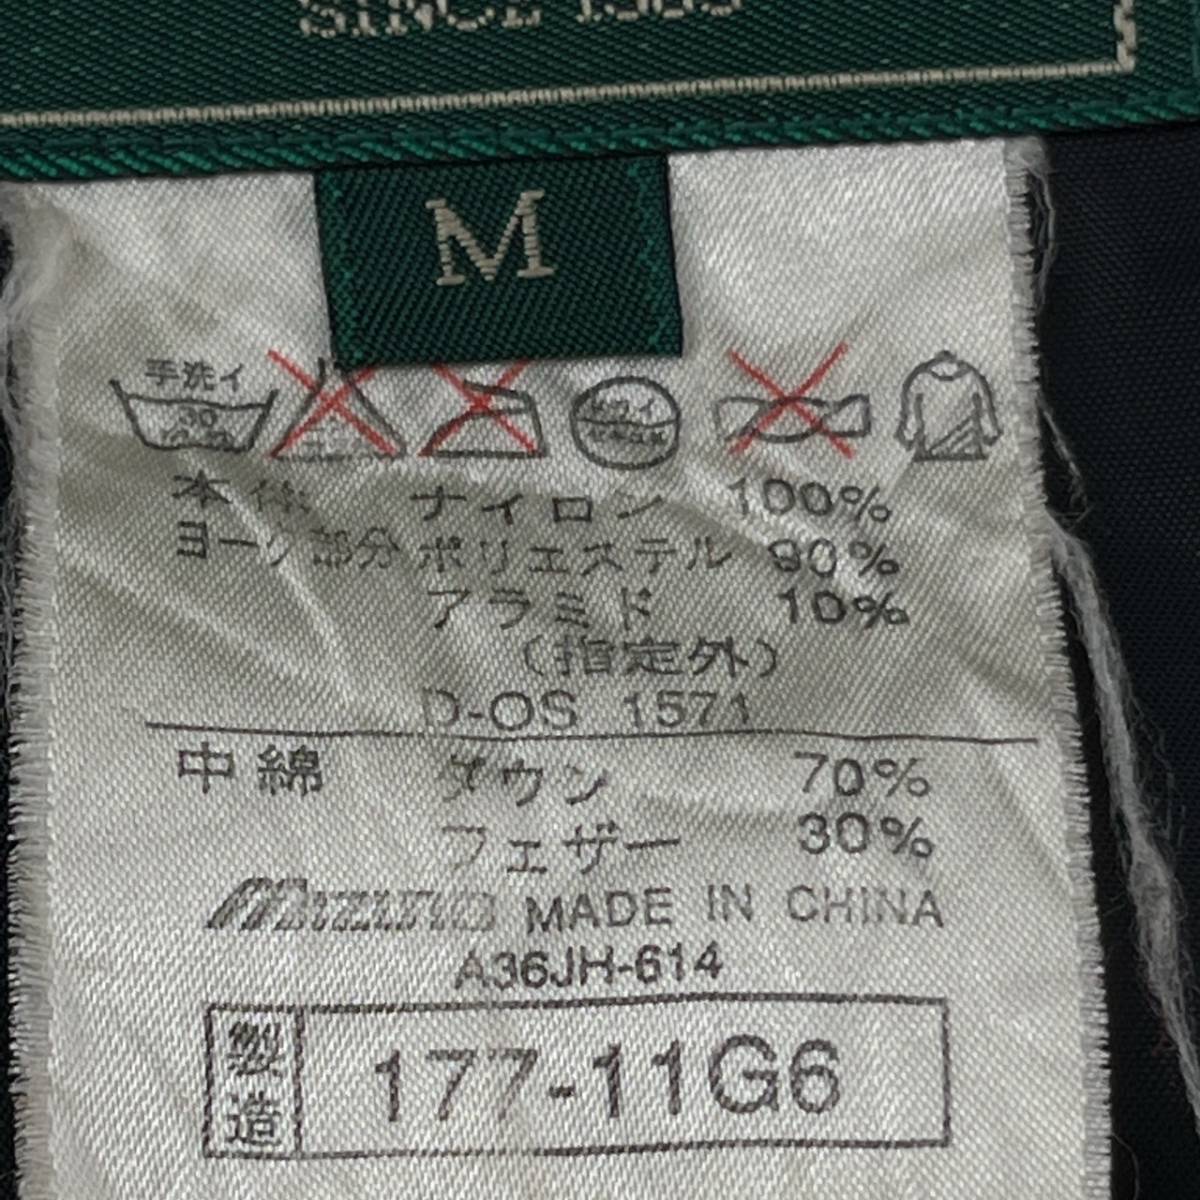 SINCE
M
手洗イ
30
本体 ナイロン 100%
ヨーク部分 ポリエステル 90%
アラミド 10%
(指定外)
D-OS 1571
中綿 ダウン 70%
フェザー 30%
Mizuno MADE IN CHINA
A36JH-614
製造 177-11G6